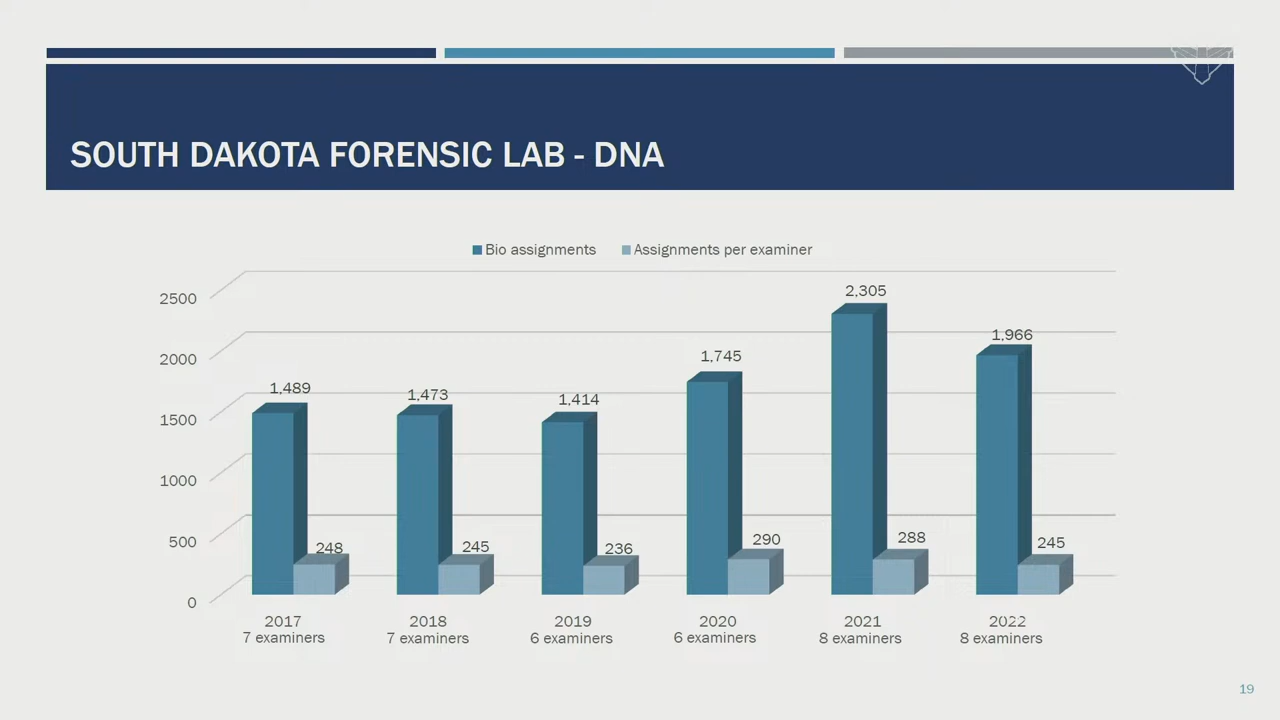 SOUTH DAKOTA FORENSIC LAB - DNA
Bio assignments Assignments per examiner
2500
2000
1500
1000
500
0
1,489 1,473 1,414 1,745 2,305 1,966
248 245 236 290 288 245
2017 2018 2019 2020 2021 2022
7 examiners 7 examiners 6 examiners 6 examiners 8 examiners 8 examiners
19